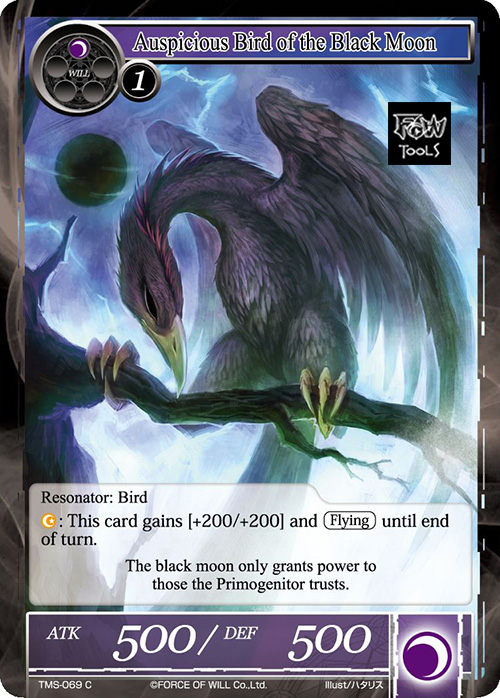 Auspicious Bird of the Black Moon
WILL
1
FOW
TOOLS
Resonator: Bird
: This card gains [+200/+200] and Flying until end
of turn.
The black moon only grants power to
those the Primogenitor trusts.
ATK 500 / DEF 500
TMS-069 C ©FORCE OF WILL Co.,Ltd. Illust/ハタリス